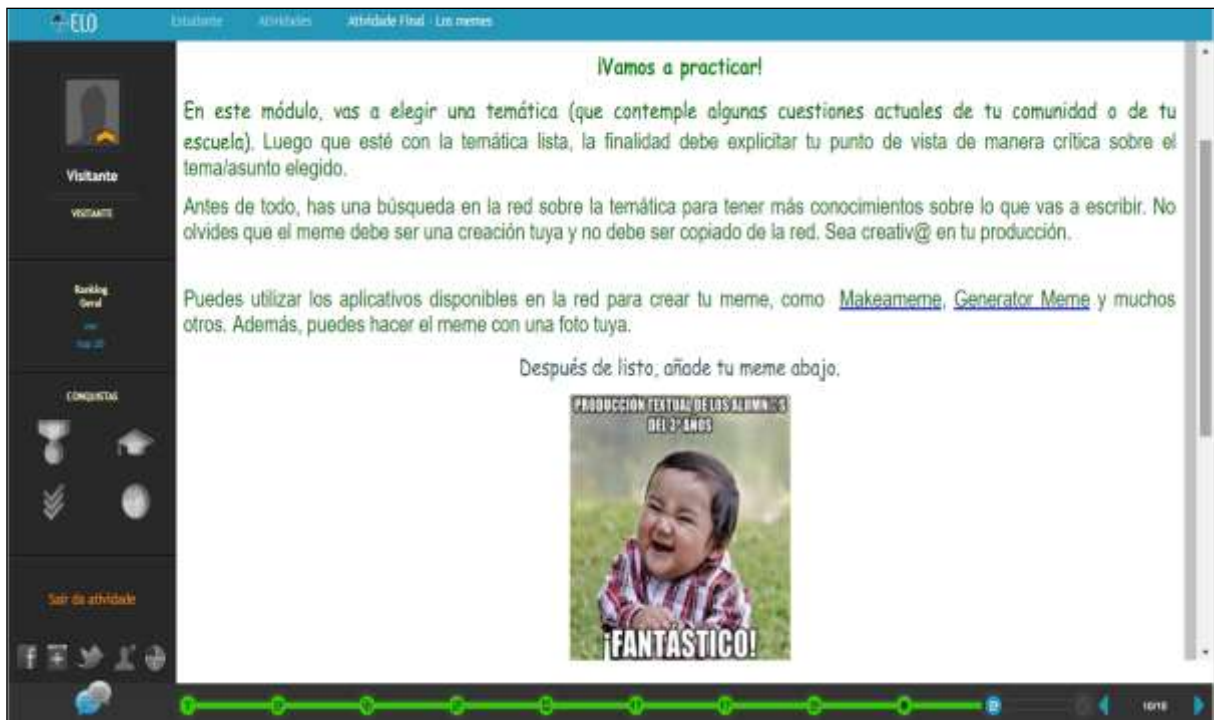 ELO
Estudiante Atividades Atividade Final - Los memes
¡Vamos a practicar!
En este módulo, vas a elegir una temática (que contemple algunas cuestiones actuales de tu comunidad o de tu
escuela). Luego que esté con la temática lista, la finalidad debe explicitar tu punto de vista de manera crítica sobre el
tema/asunto elegido.
Antes de todo, has una búsqueda en la red sobre la temática para tener más conocimientos sobre lo que vas a escribir. No
olvides que el meme debe ser una creación tuya y no debe ser copiado de la red. Sea creativ@ en tu producción.
Puedes utilizar los aplicativos disponibles en la red para crear tu meme, como Makeameme, Generator Meme y muchos
otros. Además, puedes hacer el meme con una foto tuya.
Después de listo, añade tu meme abajo.
PRODUCCIÓN TEXTUAL DE LOS
DEL 2º AÑOS
¡FANTÁSTICO!
Visitante
VISITANTE
Ranking
Geral
CONQUISTAS
Sair da atividade
10/10